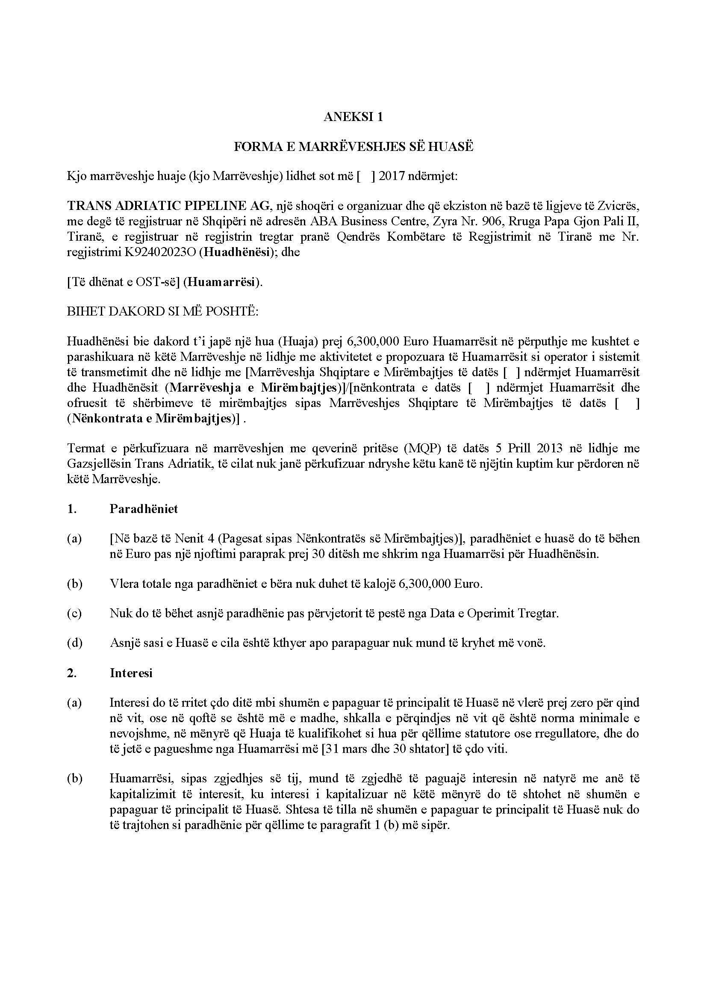 ANEKSI 1
FORMA E MARRËVESHJES SË HUASË
Kjo marrëveshje huaje (kjo Marrëveshje) lidhet sot më [ ] 2017 ndërmjet:
TRANS ADRIATIC PIPELINE AG, një shoqëri e organizuar dhe që ekziston në bazë të ligjeve të Zvicrës,
me degë të regjistruar në Shqipëri në adresën ABA Business Centre, Zyra Nr. 906, Rruga Papa Gjon Pali II,
Tiranë, e regjistruar në regjistrin tregtar pranë Qendrës Kombëtare të Regjistrimit në Tiranë me Nr.
regjistrimi K92402023O (Huadhënësi); dhe
[Të dhënat e OST-së] (Huamarrësi).
BIHET DAKORD SI MË POSHTË:
Huadhënësi bie dakord t’i japë një hua (Huaja) prej 6,300,000 Euro Huamarrësit në përputhje me kushtet e
parashikuara në këtë Marrëveshje në lidhje me aktivitetet e propozuara të Huamarrësit si operator i sistemit
të transmetimit dhe në lidhje me [Marrëveshja Shqiptare e Mirëmbajtjes të datës [ ] ndërmjet Huamarrësit
dhe Huadhënësit (Marrëveshja e Mirëmbajtjes)]/[nënkontrata e datës [ ] ndërmjet Huamarrësit dhe
ofruesit të shërbimeve të mirëmbajtjes sipas Marrëveshjes Shqiptare të Mirëmbajtjes të datës [ ]
(Nënkontrata e Mirëmbajtjes)] .
Termat e përkufizuara në marrëveshjen me qeverinë pritëse (MQP) të datës 5 Prill 2013 në lidhje me
Gazsjellësin Trans Adriatik, të cilat nuk janë përkufizuar ndryshe këtu kanë të njëjtin kuptim kur përdoren në
këtë Marrëveshje.
1. Paradhëniet
(a) [Në bazë të Nenit 4 (Pagesat sipas Nënkontratës së Mirëmbajtjes)], paradhëniet e huasë do të bëhen
në Euro pas një njoftimi paraprak prej 30 ditësh me shkrim nga Huamarrësi për Huadhënësin.
(b) Vlera totale nga paradhëniet e bëra nuk duhet të kalojë 6,300,000 Euro.
(c) Nuk do të bëhet asnjë paradhënie pas përvjetorit të pestë nga Data e Operimit Tregtar.
(d) Asnjë sasi e Huasë e cila është kthyer apo parapaguar nuk mund të kryhet më vonë.
2. Interesi
(a) Interesi do të rritet çdo ditë mbi shumën e papaguar të principalit të Huasë në vlerë prej zero për qind
në vit, ose në qoftë se është më e madhe, shkalla e përqindjes në vit që është norma minimale e
nevojshme, në mënyrë që Huaja të kualifikohet si hua për qëllime statutore ose rregullatore, dhe do
të jetë e pagueshme nga Huamarrësi më [31 mars dhe 30 shtator] të çdo viti.
(b) Huamarrësi, sipas zgjedhjes së tij, mund të zgjedhë të paguajë interesin në natyrë me anë të
kapitalizimit të interesit, ku interesi i kapitalizuar në këtë mënyrë do të shtohet në shumën e
papaguar të principalit të Huasë. Shtesa të tilla në shumën e papaguar te principalit të Huasë nuk do
të trajtohen si paradhënie për qëllime te paragrafit 1 (b) më sipër.